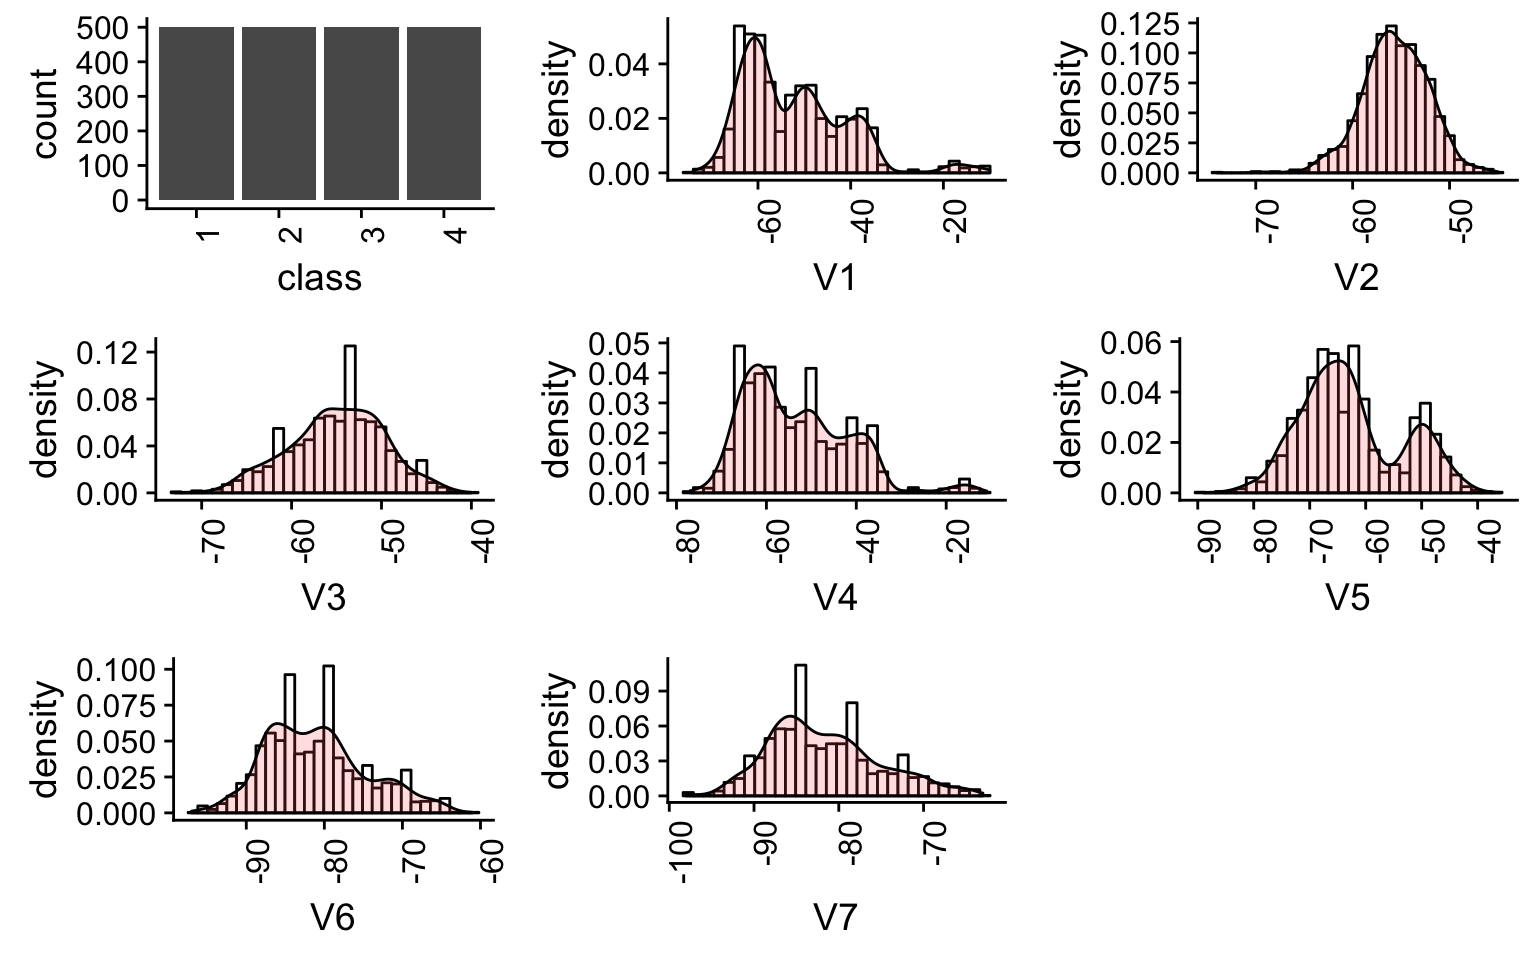 count
500
400
300
200
100
0
1 2 3 4
class
density
0.04
0.02
0.00
-60 -40 -20
V1
density
0.125
0.100
0.075
0.050
0.025
0.000
-70 -60 -50
V2
density
0.12
0.08
0.04
0.00
-70 -60 -50 -40
V3
density
0.05
0.04
0.03
0.02
0.01
0.00
-80 -60 -40 -20
V4
density
0.06
0.04
0.02
0.00
-90 -80 -70 -60 -50 -40
V5
density
0.100
0.075
0.050
0.025
0.000
-90 -80 -70 -60
V6
density
0.09
0.06
0.03
0.00
-100 -90 -80 -70
V7